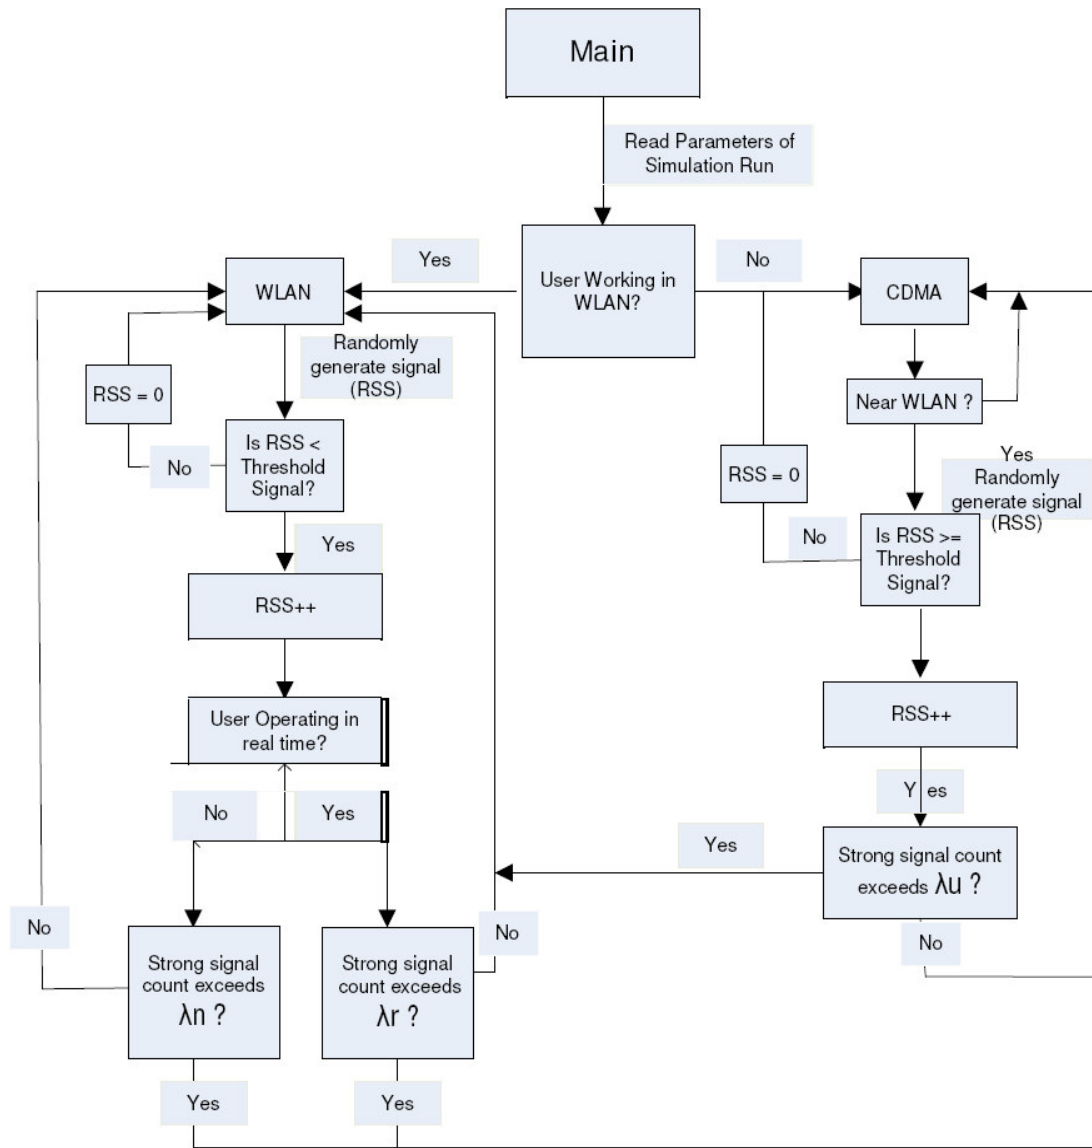 Main
Read Parameters of
Simulation Run
Yes
No
User Working in
WLAN?
WLAN
CDMA
Randomly
generate signal
(RSS)
RSS = 0
Near WLAN ?
Is RSS <
Threshold
Signal?
No
Yes
Randomly
generate signal
(RSS)
RSS = 0
No
Is RSS >=
Threshold
Signal?
Yes
RSS++
RSS++
User Operating in
real time?
No
Yes
Y es
Yes
Strong signal count
exceeds λu ?
No
No
No
Strong signal
count exceeds
λn ?
Strong signal
count exceeds
λr ?
Yes
Yes